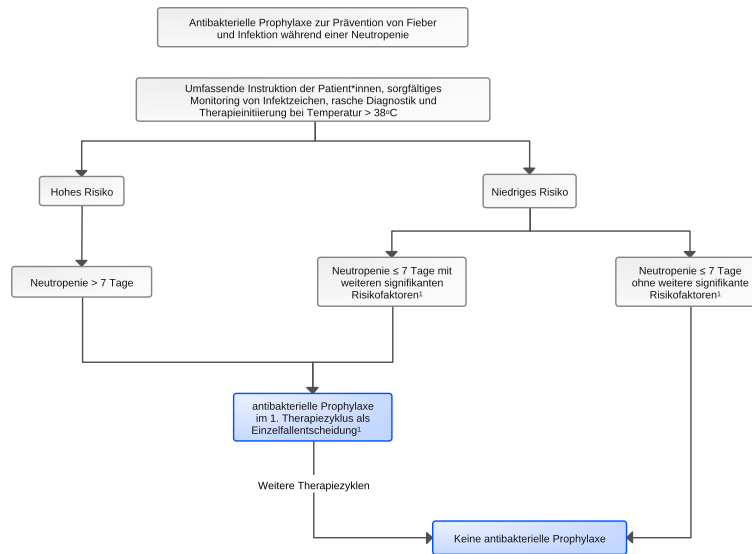 Antibakterielle Prophylaxe zur Prävention von Fieber
und Infektion während einer Neutropenie
Umfassende Instruktion der Patient*innen, sorgfältiges
Monitoring von Infektzeichen, rasche Diagnostik und
Therapieinitiierung bei Temperatur > 38ºC
Hohes Risiko
Niedriges Risiko
Neutropenie > 7 Tage
Neutropenie ≤ 7 Tage mit
weiteren signifikanten
Risikofaktoren¹
Neutropenie ≤ 7 Tage
ohne weitere signifikante
Risikofaktoren¹
antibakterielle Prophylaxe
im 1. Therapiezyklus als
Einzelfallentscheidung¹
Weitere Therapiezyklen
Keine antibakterielle Prophylaxe